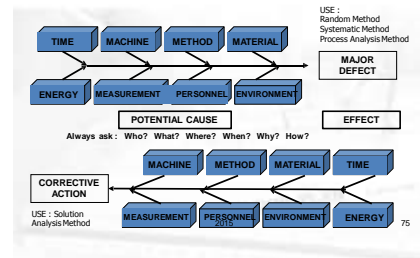 USE :
Random Method
Systematic Method
Process Analysis Method
TIME MACHINE METHOD MATERIAL
MAJOR
DEFECT
ENERGY MEASUREMENT PERSONNEL ENVIRONMENT
POTENTIAL CAUSE EFFECT
Always ask : Who? What? Where? When? Why? How?
MACHINE METHOD MATERIAL TIME
CORRECTIVE
ACTION
USE : Solution
Analysis Method
MEASUREMENT PERSONNEL ENVIRONMENT ENERGY
2015 75